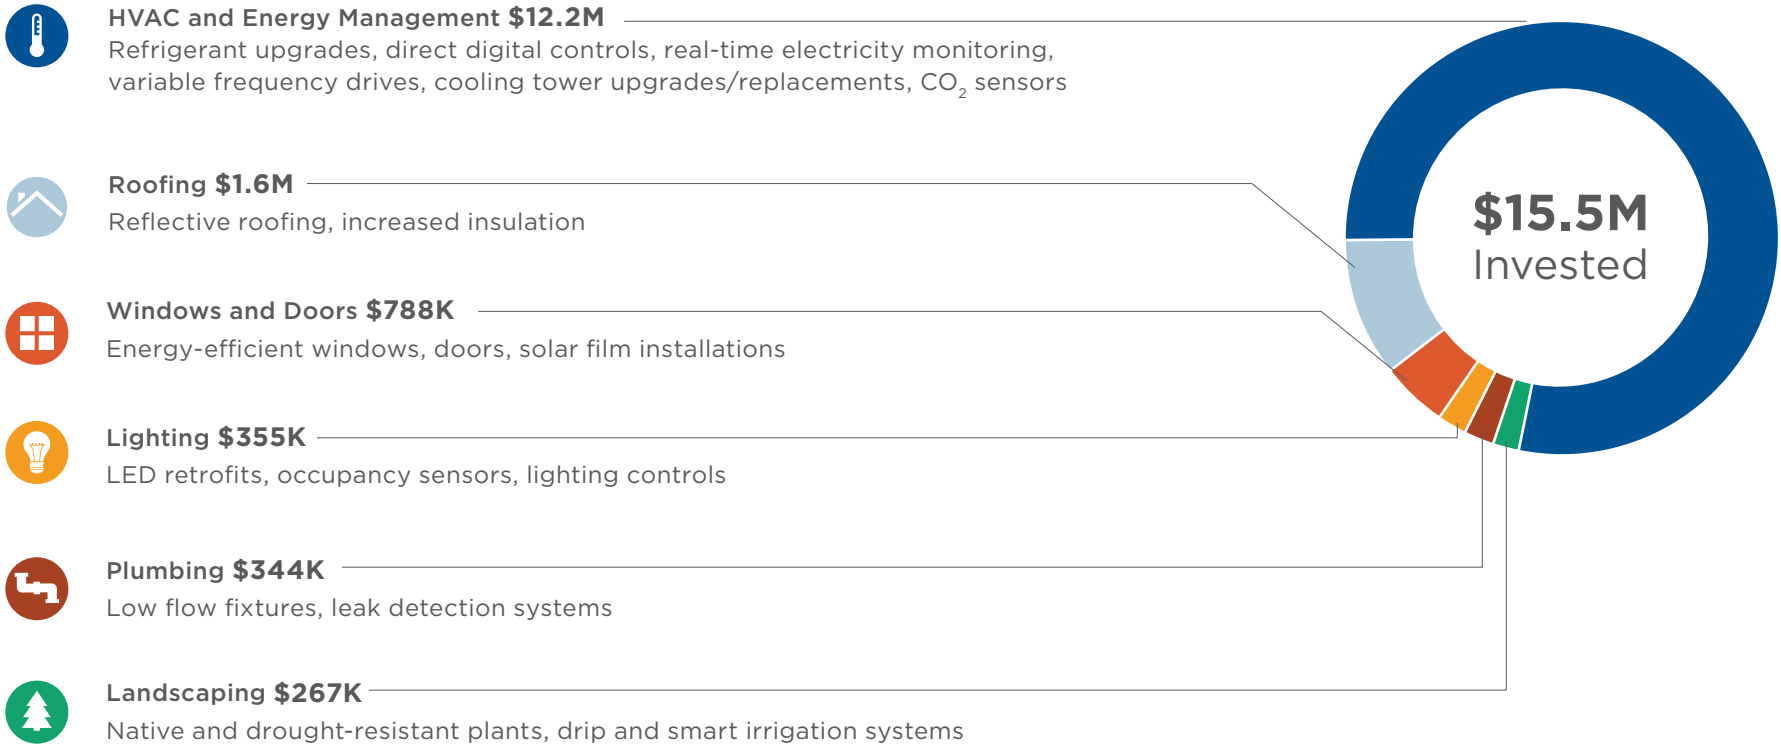 HVAC and Energy Management $12.2M
Refrigerant upgrades, direct digital controls, real-time electricity monitoring,
variable frequency drives, cooling tower upgrades/replacements, CO₂ sensors
Roofing $1.6M
Reflective roofing, increased insulation
Windows and Doors $788K
Energy-efficient windows, doors, solar film installations
Lighting $355K
LED retrofits, occupancy sensors, lighting controls
Plumbing $344K
Low flow fixtures, leak detection systems
Landscaping $267K
Native and drought-resistant plants, drip and smart irrigation systems
$15.5M
Invested